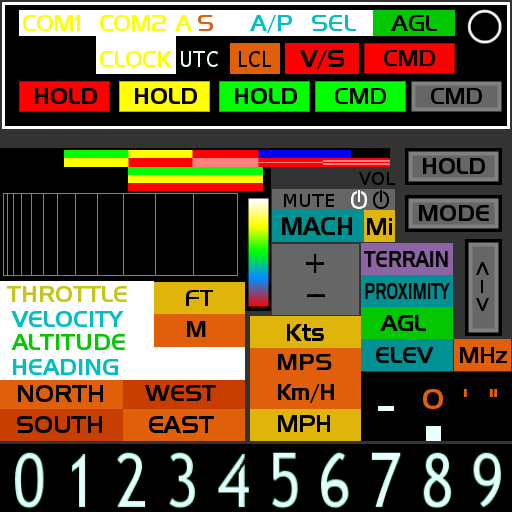 COM1 COM2 A S A/P SEL AGL
CLOCK UTC LCL V/S CMD
HOLD HOLD HOLD CMD CMD
VOL
HOLD
MUTE
MACH Mi
MODE
+
−
TERRAIN
PROXIMITY
AGL
ELEV
MHz
<|>
THROTTLE
VELOCITY
ALTITUDE
HEADING
FT
M
Kts
MPS
Km/H
MPH
NORTH WEST
SOUTH EAST
- o ' "
0 1 2 3 4 5 6 7 8 9